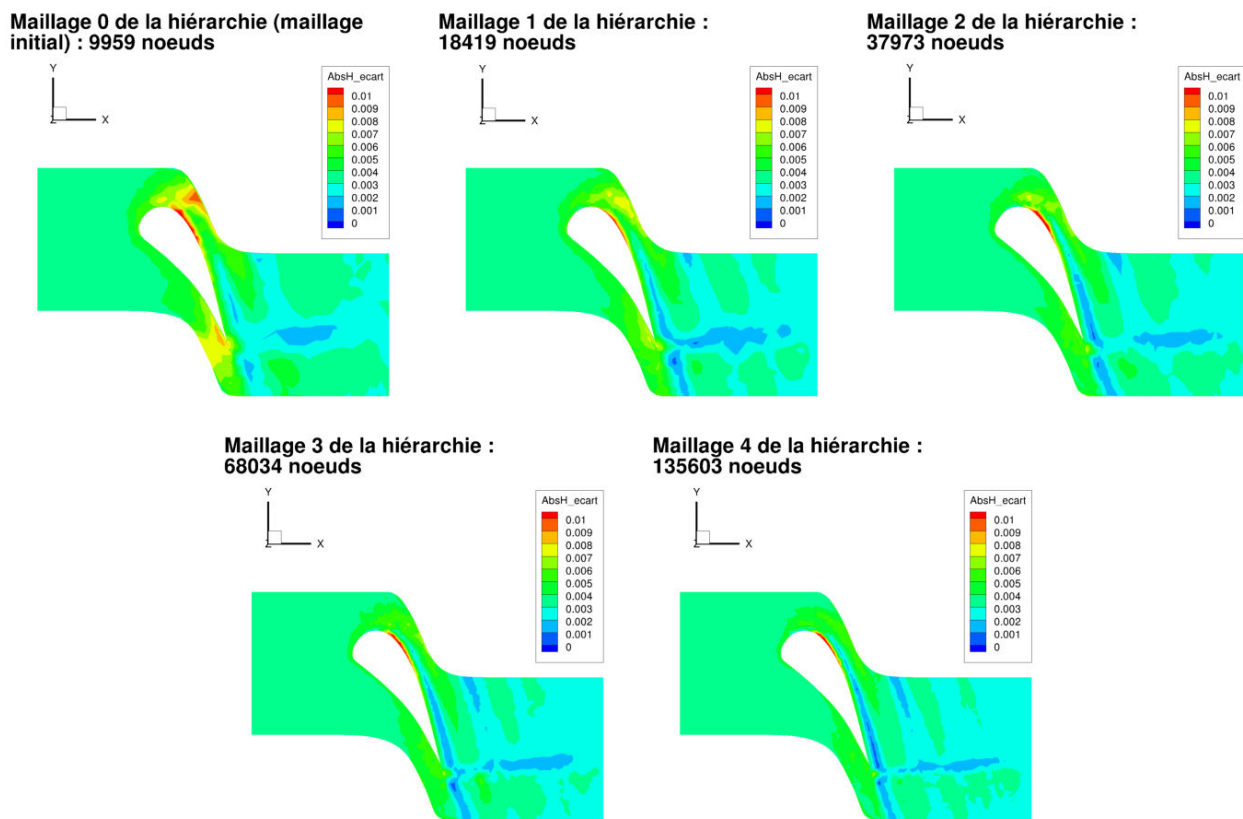 Maillage 0 de la hiérarchie (maillage
initial) : 9959 noeuds
Y
Z
X
AbsH_ecart
0.01
0.009
0.008
0.007
0.006
0.005
0.004
0.003
0.002
0.001
0
Maillage 1 de la hiérarchie :
18419 noeuds
Y
Z
X
AbsH_ecart
0.01
0.009
0.008
0.007
0.006
0.005
0.004
0.003
0.002
0.001
0
Maillage 2 de la hiérarchie :
37973 noeuds
Y
Z
X
AbsH_ecart
0.01
0.009
0.008
0.007
0.006
0.005
0.004
0.003
0.002
0.001
0
Maillage 3 de la hiérarchie :
68034 noeuds
Y
Z
X
AbsH_ecart
0.01
0.009
0.008
0.007
0.006
0.005
0.004
0.003
0.002
0.001
0
Maillage 4 de la hiérarchie :
135603 noeuds
Y
Z
X
AbsH_ecart
0.01
0.009
0.008
0.007
0.006
0.005
0.004
0.003
0.002
0.001
0